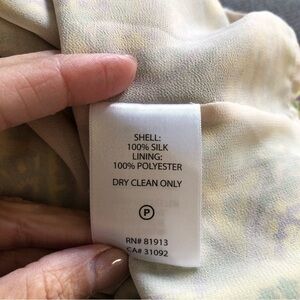 SHELL:
100% SILK
LINING:
100% POLYESTER
DRY CLEAN ONLY
P
RN# 81913
CA# 31092